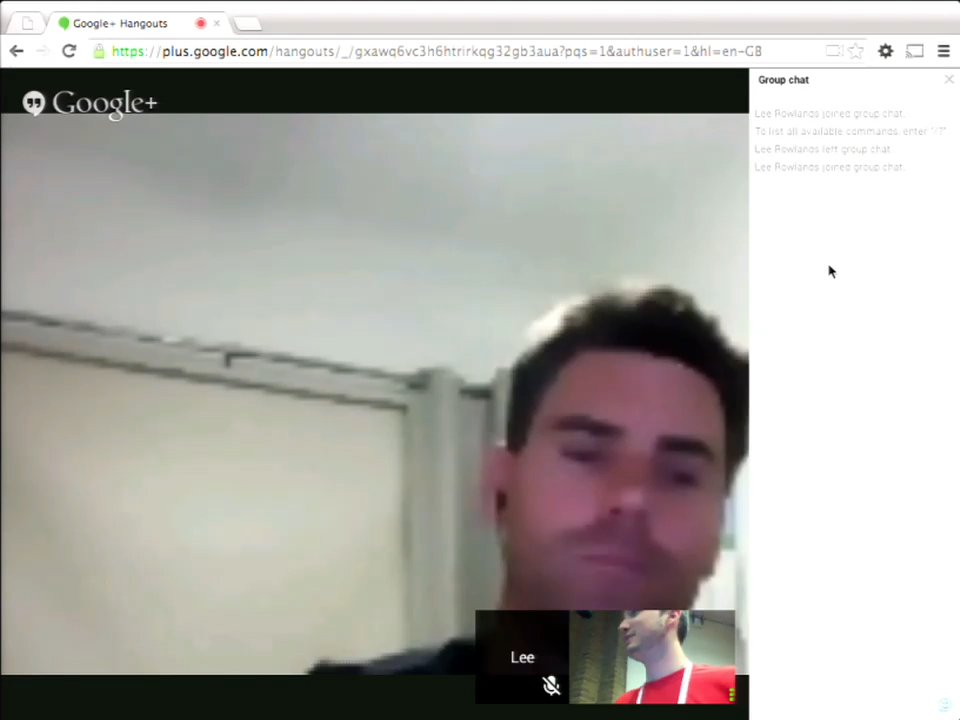 Google+ Hangouts
https://plus.google.com/hangouts/_/gxawq6vc3h6htrirkqg32gb3aua?pqs=1&authuser=1&hl=en-GB
Google+
Group chat
Lee Rowlands joined group chat.
To list all available commands, enter "/?"
Lee Rowlands left group chat.
Lee Rowlands joined group chat.
Lee